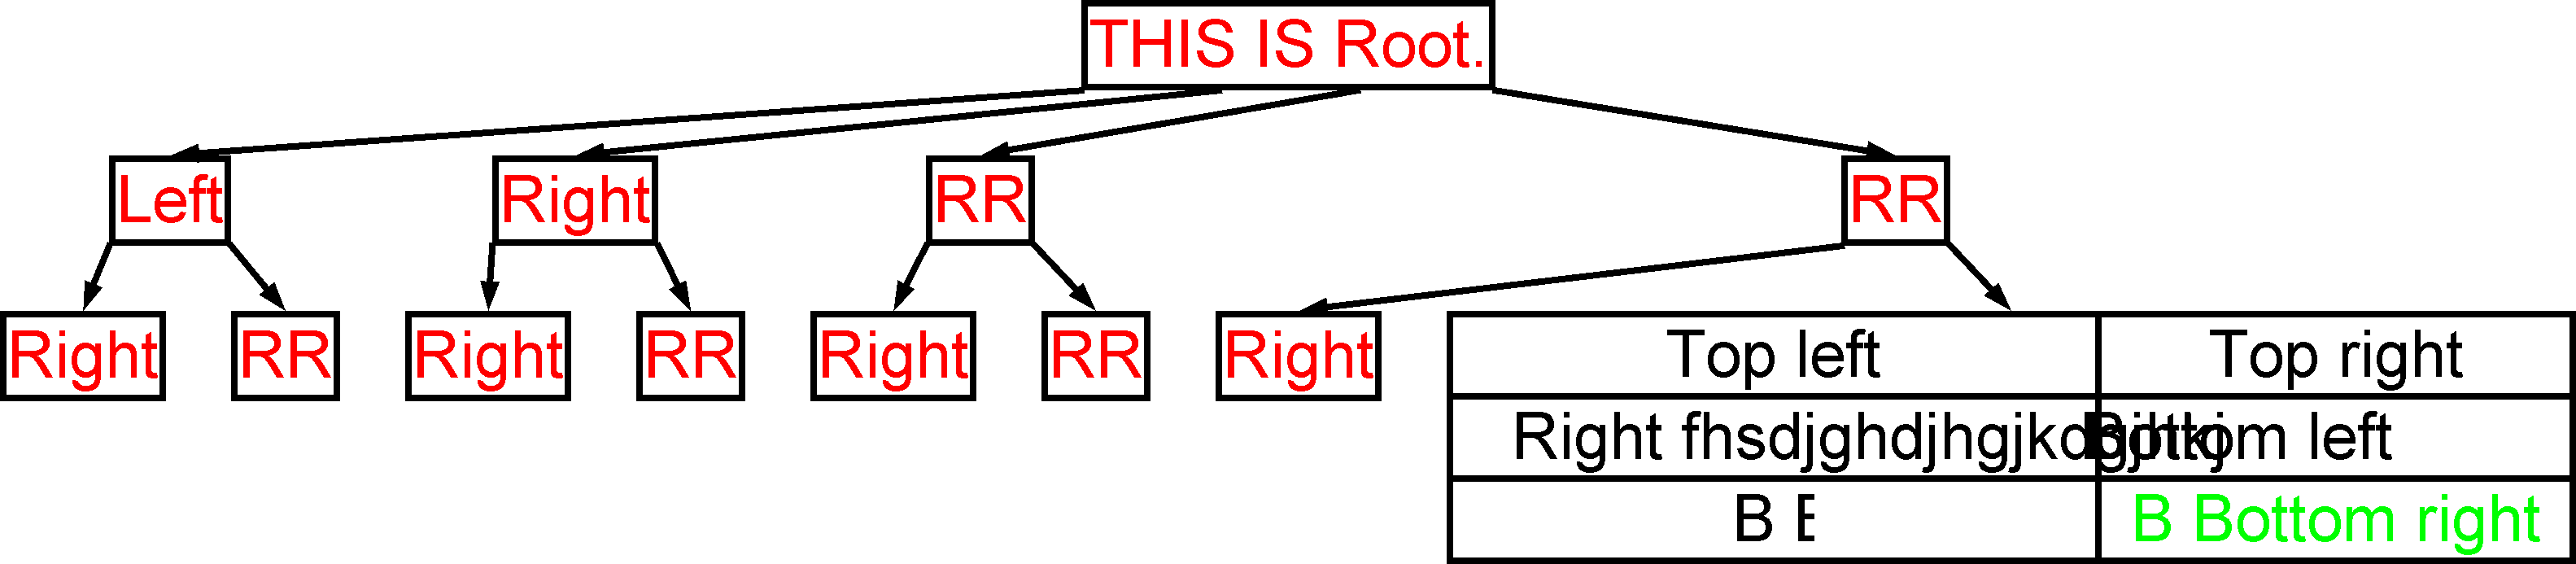 THIS IS Root.
Left Right RR RR
Right RR Right RR Right RR Right Top left Top right
Right Bottom left
B B Bottom right